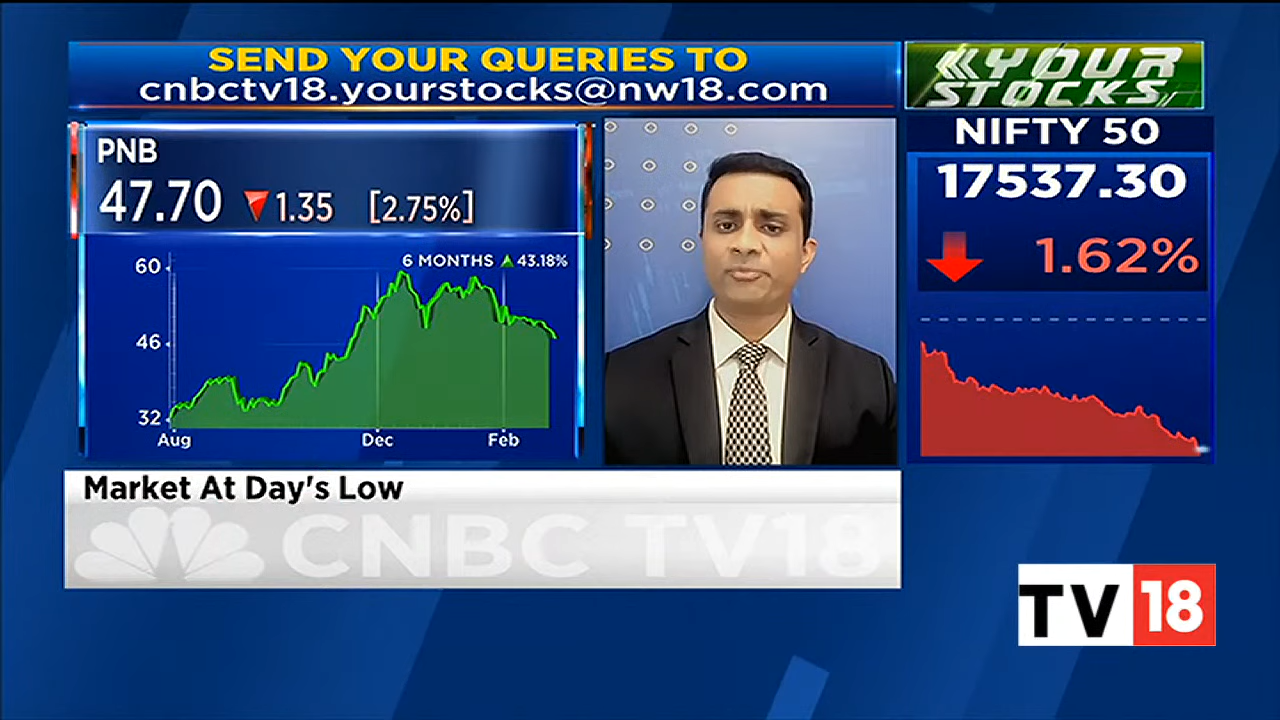 SEND YOUR QUERIES TO
cnbctv18.yourstocks@nw18.com
YOUR
STOCKS
PNB
47.70 ▼ 1.35 [2.75%]
6 MONTHS ▲ 43.18%
60
46
32
Aug Dec Feb
NIFTY 50
17537.30
1.62%
Market At Day's Low
CNBC TV18
TV 18